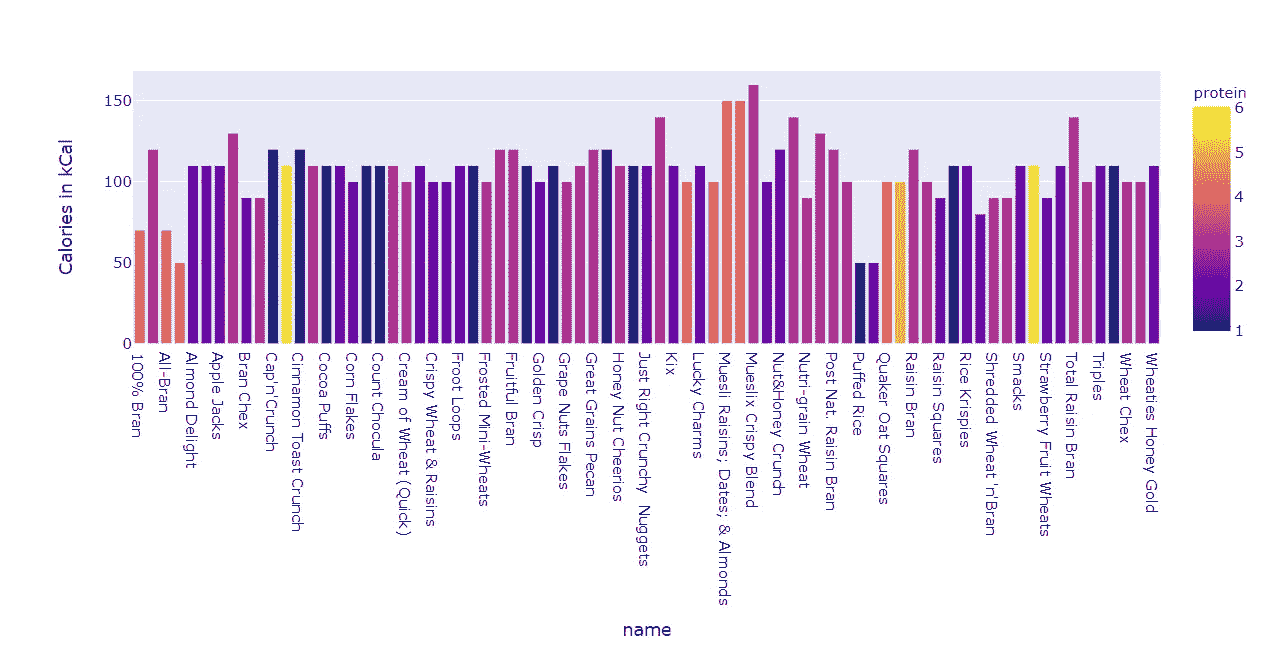 protein
6
5
4
3
2
1
Calories in kCal
150
100
50
0
100% Bran
All-Bran
Almond Delight
Apple Jacks
Bran Chex
Cap'n'Crunch
Cinnamon Toast Crunch
Cocoa Puffs
Corn Flakes
Count Chocula
Cream of Wheat (Quick)
Crispy Wheat & Raisins
Froot Loops
Frosted Mini-Wheats
Fruitful Bran
Golden Crisp
Grape Nuts Flakes
Great Grains Pecan
Honey Nut Cheerios
Just Right Crunchy  Nuggets
Kix
Lucky Charms
Muesli Raisins; Dates; & Almonds
Mueslix Crispy Blend
Nut&Honey Crunch
Nutri-grain Wheat
Post Nat. Raisin Bran
Puffed Rice
Quaker Oat Squares
Raisin Bran
Raisin Squares
Rice Krispies
Shredded Wheat 'n'Bran
Smacks
Strawberry Fruit Wheats
Total Raisin Bran
Triples
Wheat Chex
Wheaties Honey Gold
name